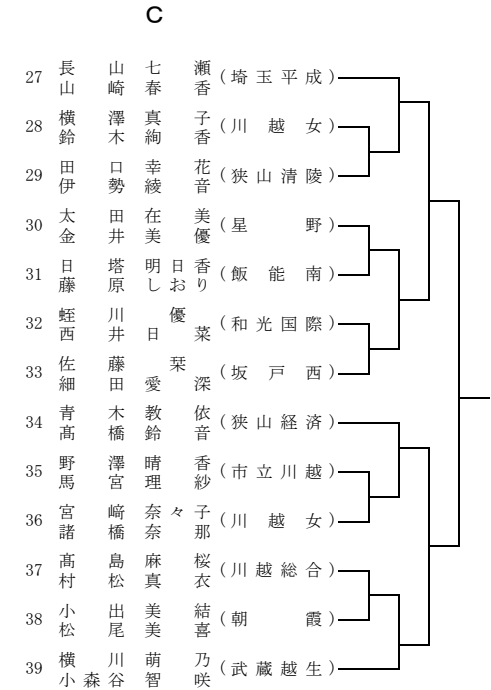 C
27 長山七瀬 (埼玉平成)
山崎春香
28 横澤真子 (川越女)
鈴木絢香
29 田口幸花 (狭山清陵)
伊勢綾音
30 太田在美 (星野)
金井美優
31 日塔明日香 (飯能南)
藤原しおり
32 蛭川優 (和光国際)
西井日菜
33 佐藤栞 (坂戸西)
細田愛深
34 青木教依 (狭山経済)
髙橋鈴音
35 野澤晴香 (市立川越)
馬宮理紗
36 宮﨑奈々子 (川越女)
諸橋奈那
37 髙島麻桜 (川越総合)
村松真衣
38 小出美結 (朝霞)
松尾美喜
39 横川萌乃 (武蔵越生)
小森谷智咲